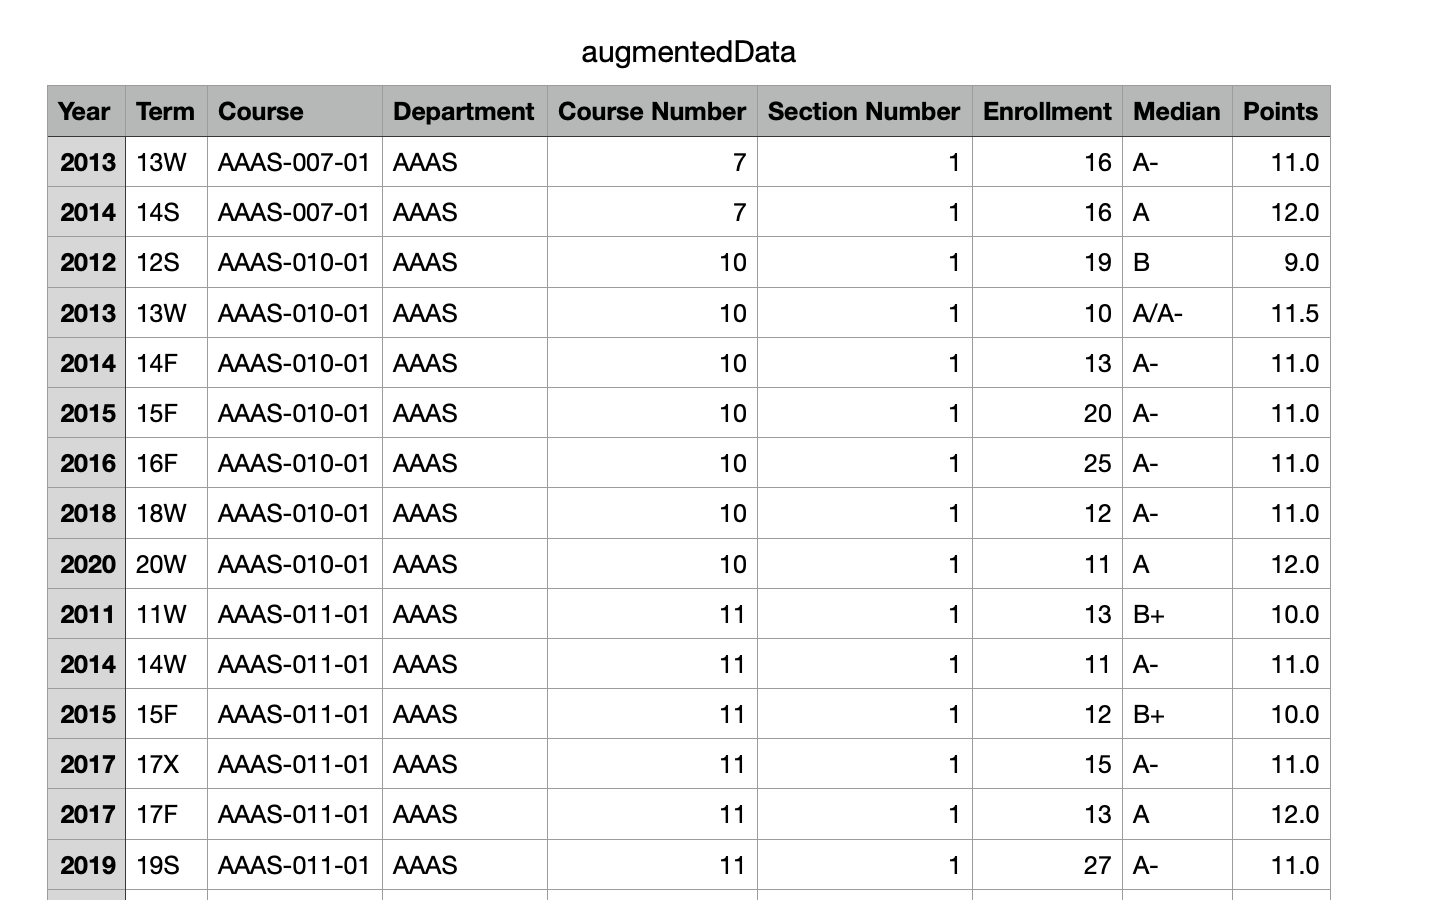 augmentedData
Year Term Course Department Course Number Section Number Enrollment Median Points
2013 13W AAAS-007-01 AAAS 7 1 16 A- 11.0
2014 14S AAAS-007-01 AAAS 7 1 16 A 12.0
2012 12S AAAS-010-01 AAAS 10 1 19 B 9.0
2013 13W AAAS-010-01 AAAS 10 1 10 A/A- 11.5
2014 14F AAAS-010-01 AAAS 10 1 13 A- 11.0
2015 15F AAAS-010-01 AAAS 10 1 20 A- 11.0
2016 16F AAAS-010-01 AAAS 10 1 25 A- 11.0
2018 18W AAAS-010-01 AAAS 10 1 12 A- 11.0
2020 20W AAAS-010-01 AAAS 10 1 11 A 12.0
2011 11W AAAS-011-01 AAAS 11 1 13 B+ 10.0
2014 14W AAAS-011-01 AAAS 11 1 11 A- 11.0
2015 15F AAAS-011-01 AAAS 11 1 12 B+ 10.0
2017 17X AAAS-011-01 AAAS 11 1 15 A- 11.0
2017 17F AAAS-011-01 AAAS 11 1 13 A 12.0
2019 19S AAAS-011-01 AAAS 11 1 27 A- 11.0